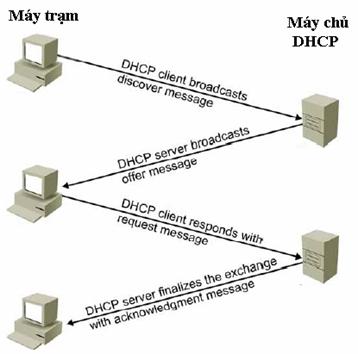 Máy trạm
Máy chủ
DHCP
DHCP client broadcasts
discover message
DHCP server broadcasts
offer message
DHCP client responds with
request message
DHCP server finalizes the exchange
with acknowledgment message